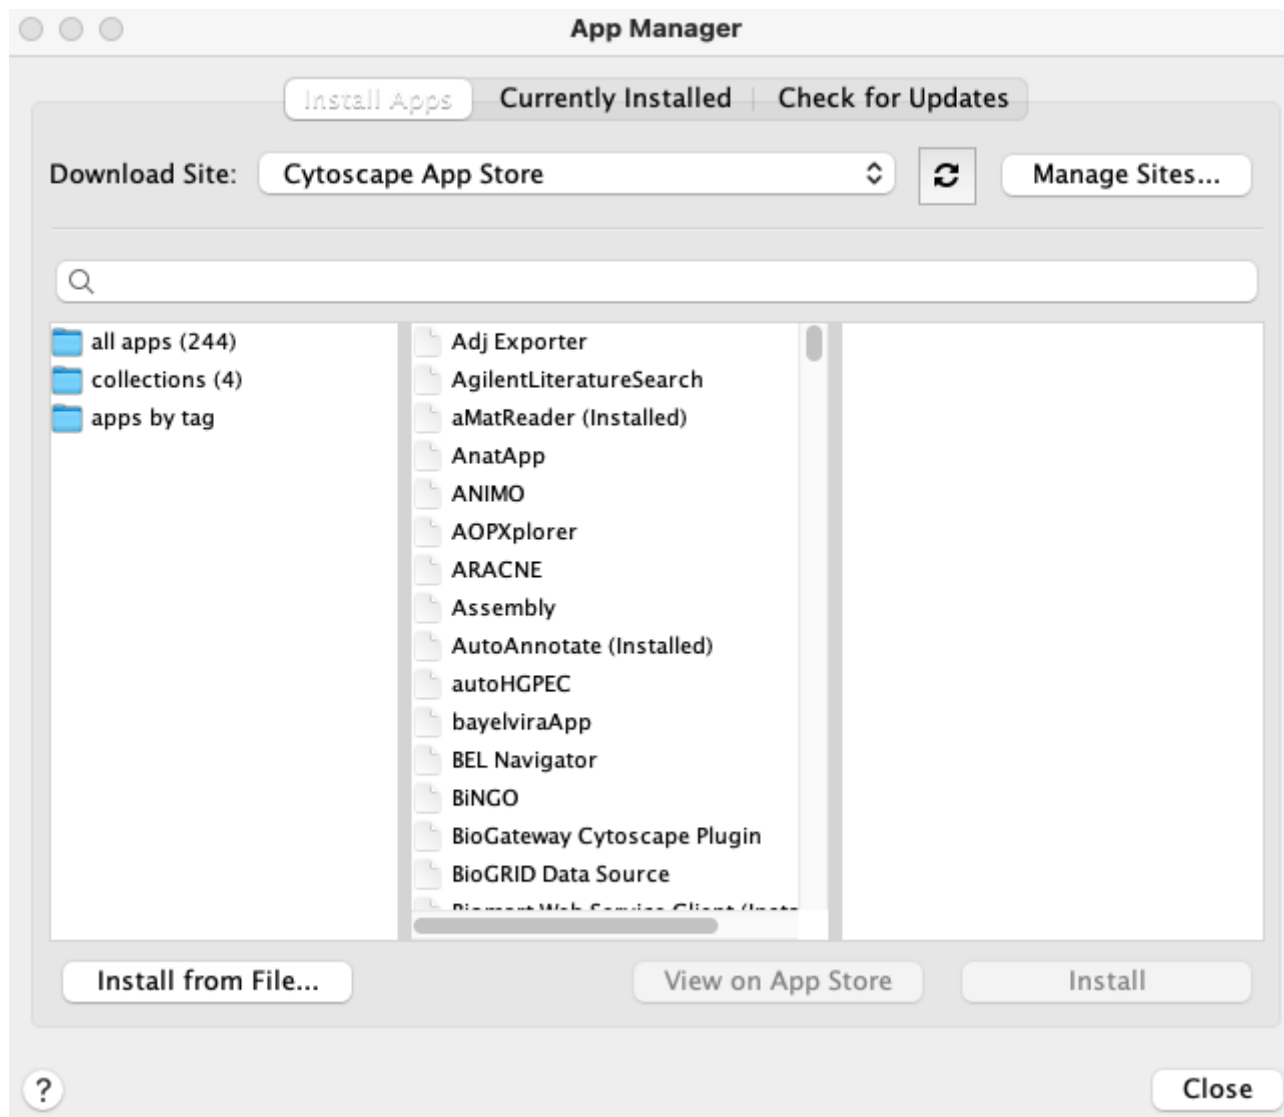 App Manager
Install Apps
Currently Installed
Check for Updates
Download Site:
Cytoscape App Store
Manage Sites...
all apps (244)
collections (4)
apps by tag
Adj Exporter
AgilentLiteratureSearch
aMatReader (Installed)
AnatApp
ANIMO
AOPXplorer
ARACNE
Assembly
AutoAnnotate (Installed)
autoHGPEC
bayelviraApp
BEL Navigator
BiNGO
BioGateway Cytoscape Plugin
BioGRID Data Source
Install from File...
View on App Store
Install
?
Close